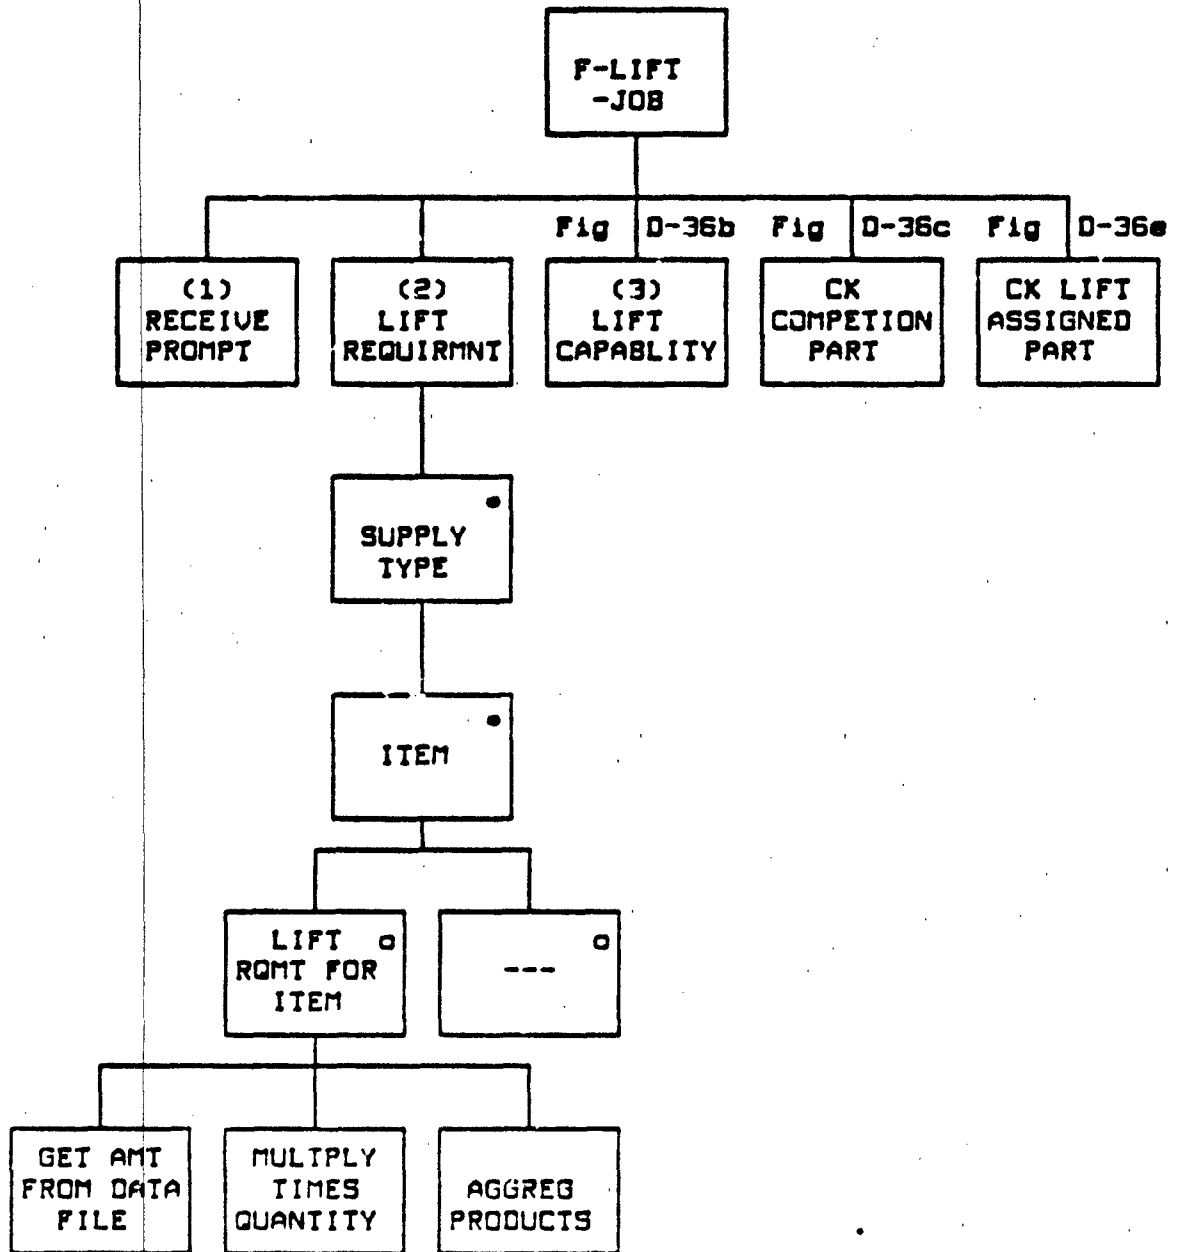 F-LIFT
-JOB
Fig D-36b
Fig D-36c
Fig D-36e
(1)
RECEIVE
PROMPT
(2)
LIFT
REQUIRMNT
(3)
LIFT
CAPABLITY
CK
COMPETION
PART
CK LIFT
ASSIGNED
PART
SUPPLY
TYPE
ITEM
LIFT o
RQMT FOR
ITEM
o
---
GET AMT
FROM DATA
FILE
MULTPLY
TIMES
QUANTITY
AGGREG
PRODUCTS